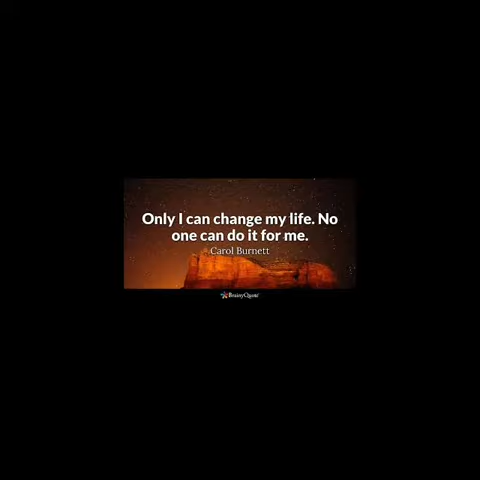 Only I can change my life. No
one can do it for me.
Carol Burnett
BrainyQuote